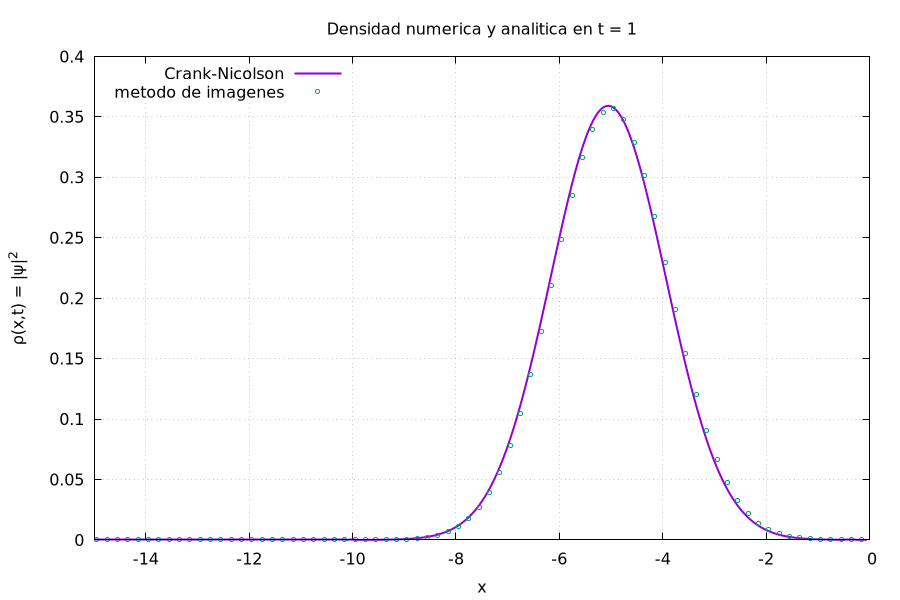 Densidad numerica y analitica en t = 1
Crank-Nicolson
metodo de imagenes
0.4
0.35
0.3
0.25
0.2
0.15
0.1
0.05
0
ρ(x,t) = |ψ|²
-14 -12 -10 -8 -6 -4 -2 0
x